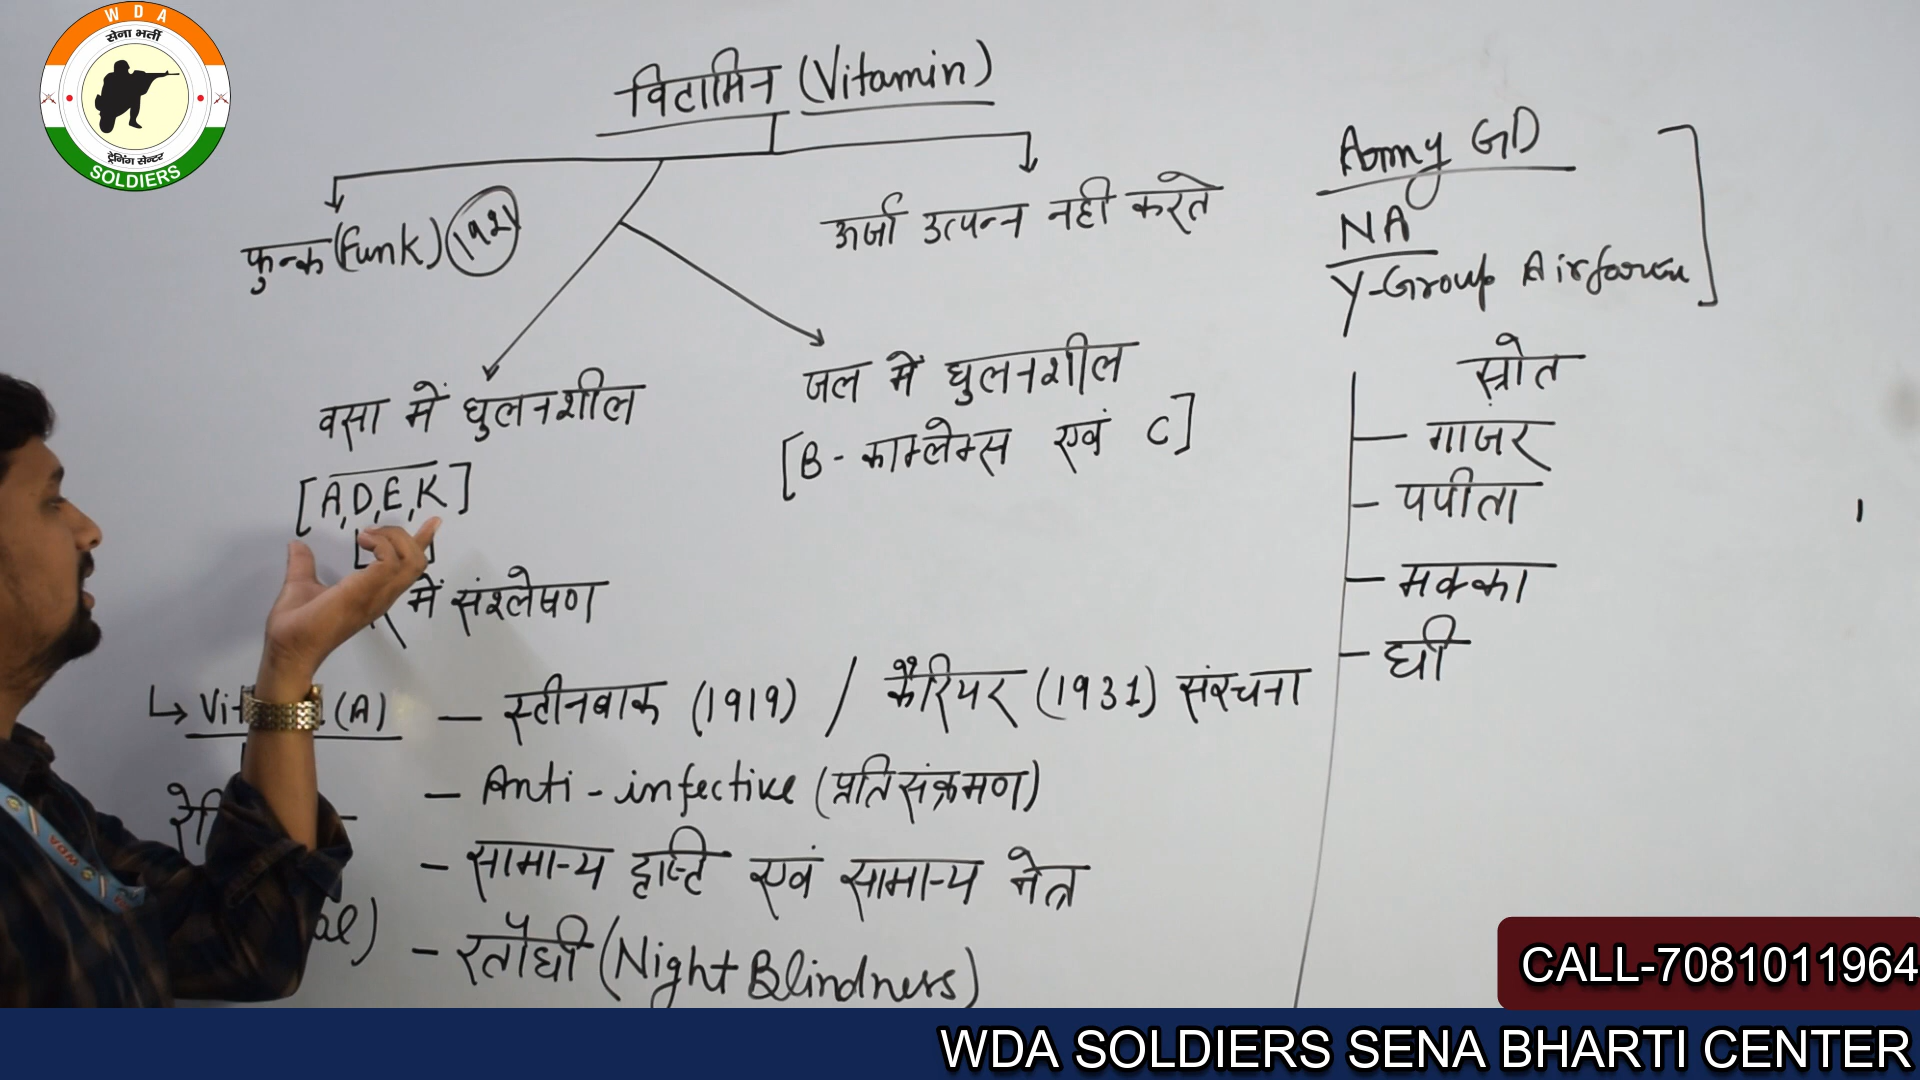 W D A
सेना भर्ती
ट्रेनिंग सेन्टर
SOLDIERS
विटामिन (Vitamin)
फुन्क (Funk)
ऊर्जा उत्पन्न नही करते
वसा में घुलनशील
[A,D,E,K]
में संश्लेषण
जल में घुलनशील
[B - काम्लेम्स एवं C]
Army GD
NA
Y-Group
स्रोत
- गाजर
- पपीता
- मक्का
- घी
(A) — स्टीनबाक (1919) / कैरियर (1931) संरचना
— Anti - infective (प्रतिसंक्रमण)
- सामान्य दृष्टि एवं सामान्य नेत्र
- रतौंधी (Night Blindness)
WDA
CALL-7081011964
WDA SOLDIERS SENA BHARTI CENTER